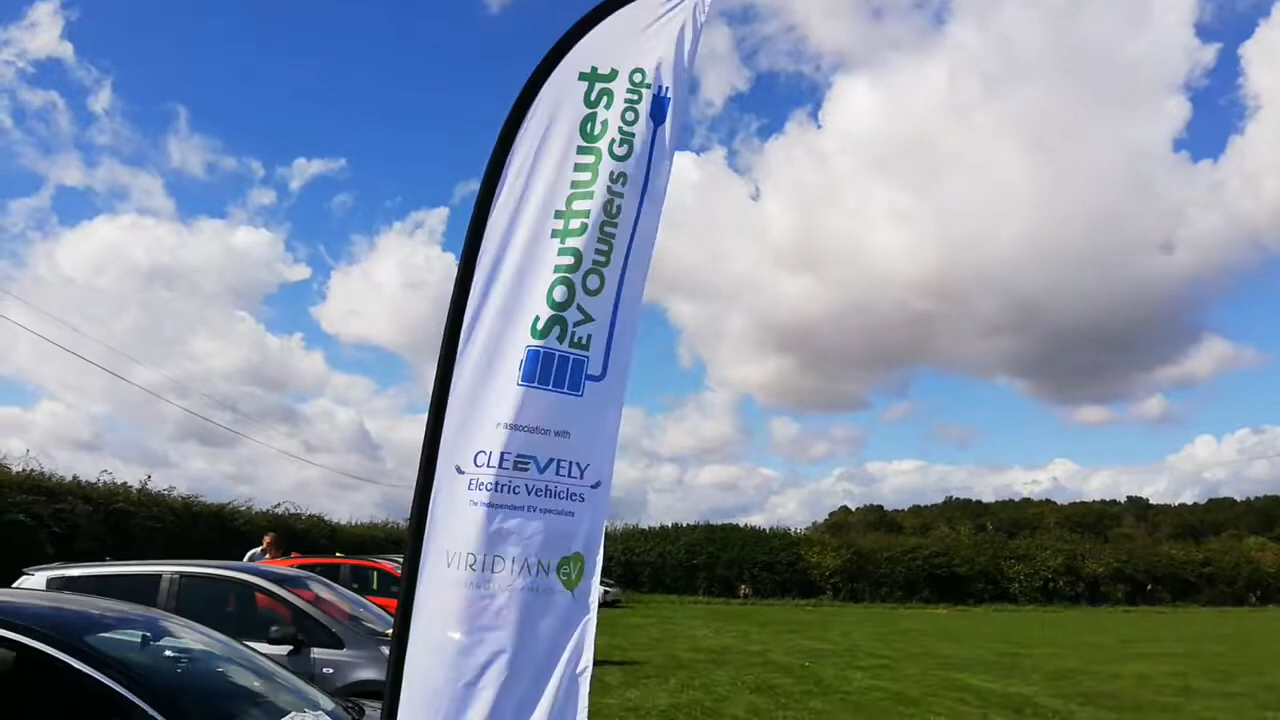 Southwest
EV Owners Group
association with
CLEEVELY
Electric Vehicles
The independent EV specialists
VIRIDIAN eV